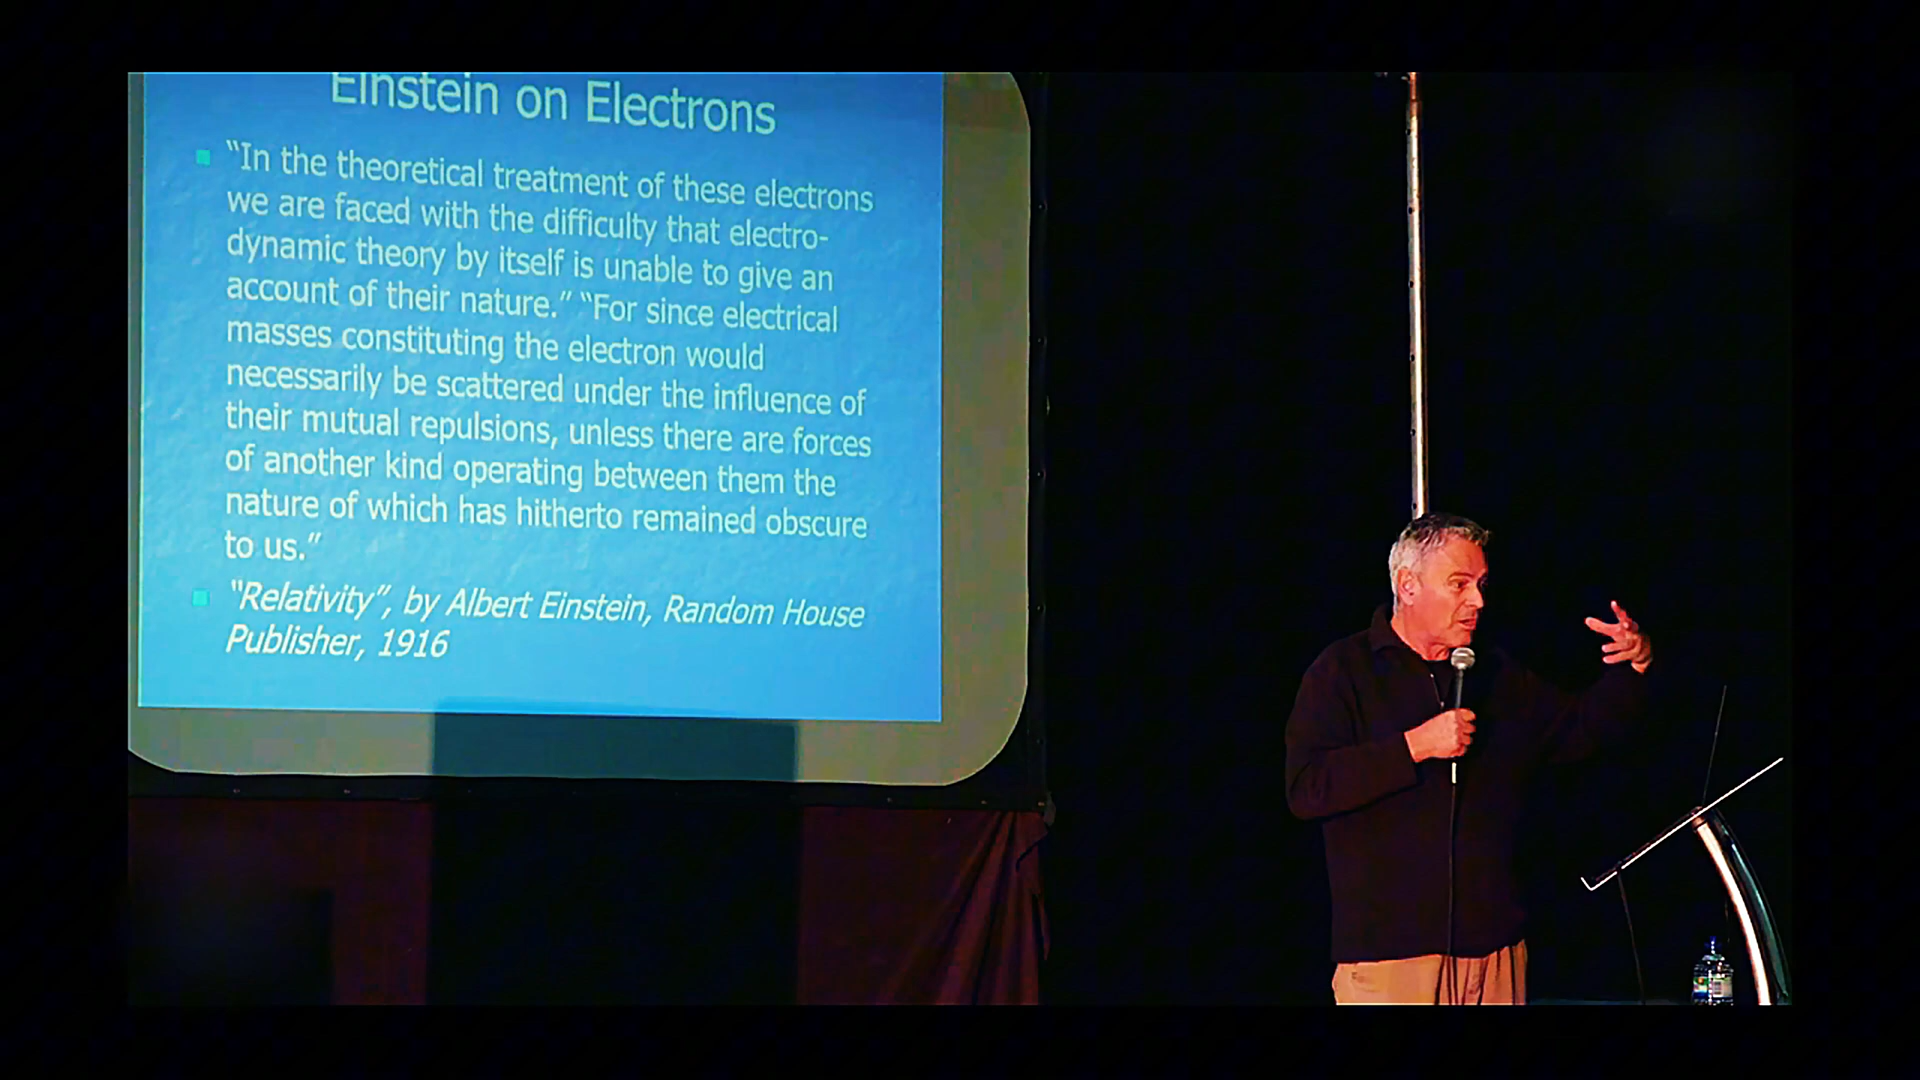 Einstein on Electrons
“In the theoretical treatment of these electrons
we are faced with the difficulty that electro-
dynamic theory by itself is unable to give an
account of their nature.” “For since electrical
masses constituting the electron would
necessarily be scattered under the influence of
their mutual repulsions, unless there are forces
of another kind operating between them the
nature of which has hitherto remained obscure
to us.”
“Relativity”, by Albert Einstein, Random House
Publisher, 1916